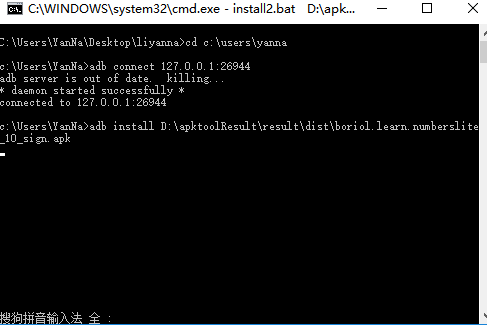 C:\WINDOWS\system32\cmd.exe - install2.bat D:\apk...
C:\Users\YanNa\Desktop\liyanna>cd c:\users\yanna
c:\Users\YanNa>adb connect 127.0.0.1:26944
adb server is out of date.  killing...
* daemon started successfully *
connected to 127.0.0.1:26944
c:\Users\YanNa>adb install D:\apktoolResult\result\dist\boriol.learn.numberslite
_10_sign.apk
搜狗拼音输入法 全 :